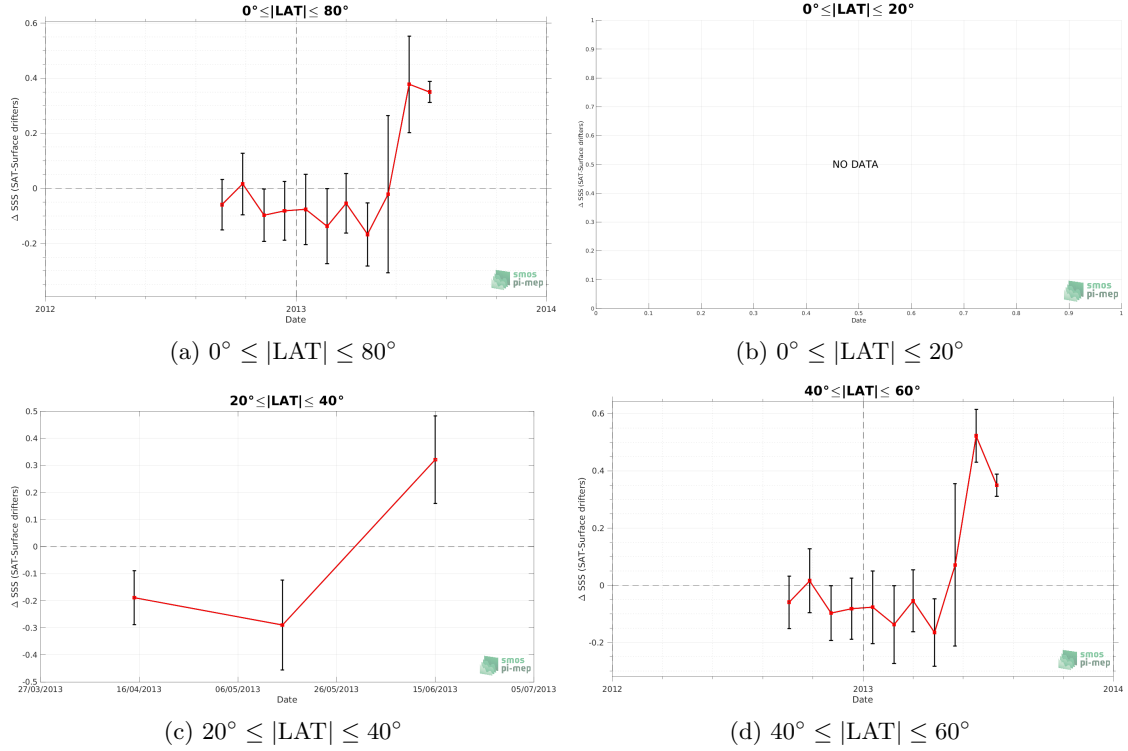 0°≤|LAT|≤ 80°
0.6
0.4
0.2
0
-0.2
Δ SSS (SAT-Surface drifters)
2012
2013
2014
Date
smos
pi-mep
(a) 0° ≤ |LAT| ≤ 80°
0°≤|LAT|≤ 20°
1
0.9
0.8
0.7
0.6
0.5
0.4
0.3
0.2
0.1
0
Δ SSS (SAT-Surface drifters)
NO DATA
0
0.1
0.2
0.3
0.4
0.5
0.6
0.7
0.8
0.9
1
Date
smos
pi-mep
(b) 0° ≤ |LAT| ≤ 20°
20°≤|LAT|≤ 40°
0.5
0.4
0.3
0.2
0.1
0
-0.1
-0.2
-0.3
-0.4
-0.5
Δ SSS (SAT-Surface drifters)
27/03/2013
16/04/2013
06/05/2013
26/05/2013
15/06/2013
05/07/2013
Date
smos
pi-mep
(c) 20° ≤ |LAT| ≤ 40°
40°≤|LAT|≤ 60°
0.6
0.4
0.2
0
-0.2
Δ SSS (SAT-Surface drifters)
2012
2013
2014
Date
smos
pi-mep
(d) 40° ≤ |LAT| ≤ 60°